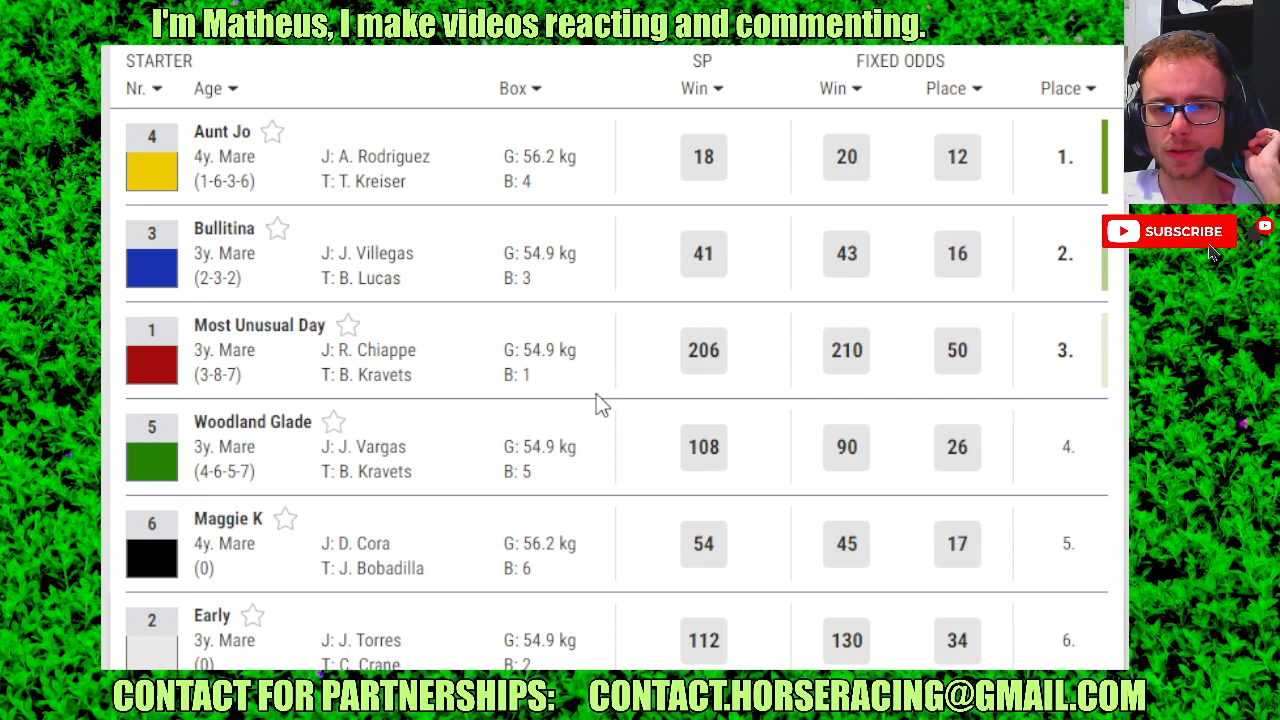 I'm Matheus, I make videos reacting and commenting.
STARTER SP FIXED ODDS
Nr. Age Box Win Win Place Place
4 Aunt Jo
4y. Mare J: A. Rodriguez G: 56.2 kg 18 20 12 1.
(1-6-3-6) T: T. Kreiser B: 4
SUBSCRIBE
3 Bullitina
3y. Mare J: J. Villegas G: 54.9 kg 41 43 16 2.
(2-3-2) T: B. Lucas B: 3
1 Most Unusual Day
3y. Mare J: R. Chiappe G: 54.9 kg 206 210 50 3.
(3-8-7) T: B. Kravets B: 1
5 Woodland Glade
3y. Mare J: J. Vargas G: 54.9 kg 108 90 26 4.
(4-6-5-7) T: B. Kravets B: 5
6 Maggie K
4y. Mare J: D. Cora G: 56.2 kg 54 45 17 5.
(0) T: J. Bobadilla B: 6
2 Early
3y. Mare J: J. Torres G: 54.9 kg 112 130 34 6.
(0) T: C. Crane B: 2
CONTACT FOR PARTNERSHIPS: CONTACT.HORSERACING@GMAIL.COM